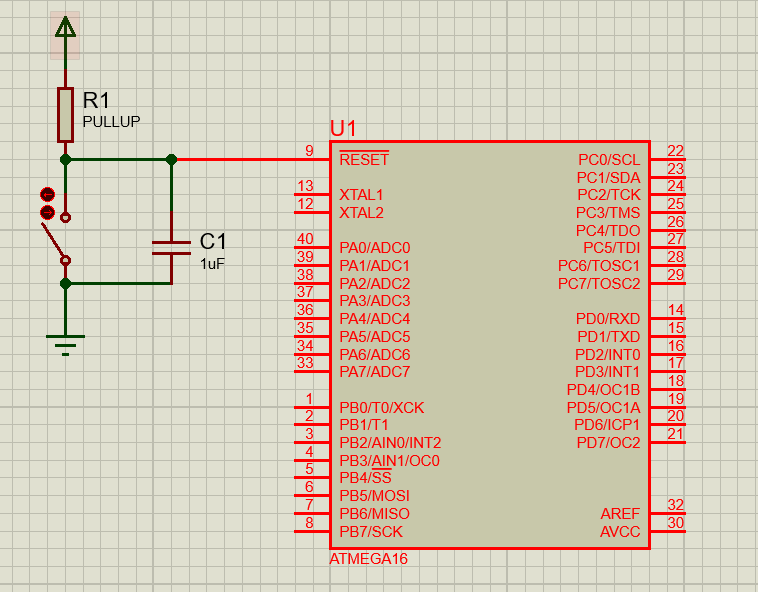 R1
PULLUP
C1
1uF
U1
9 RESET
13 XTAL1
12 XTAL2
40 PA0/ADC0
39 PA1/ADC1
38 PA2/ADC2
37 PA3/ADC3
36 PA4/ADC4
35 PA5/ADC5
34 PA6/ADC6
33 PA7/ADC7
1 PB0/T0/XCK
2 PB1/T1
3 PB2/AIN0/INT2
4 PB3/AIN1/OC0
5 PB4/SS
6 PB5/MOSI
7 PB6/MISO
8 PB7/SCK
PC0/SCL 22
PC1/SDA 23
PC2/TCK 24
PC3/TMS 25
PC4/TDO 26
PC5/TDI 27
PC6/TOSC1 28
PC7/TOSC2 29
PD0/RXD 14
PD1/TXD 15
PD2/INT0 16
PD3/INT1 17
PD4/OC1B 18
PD5/OC1A 19
PD6/ICP1 20
PD7/OC2 21
AREF 32
AVCC 30
ATMEGA16